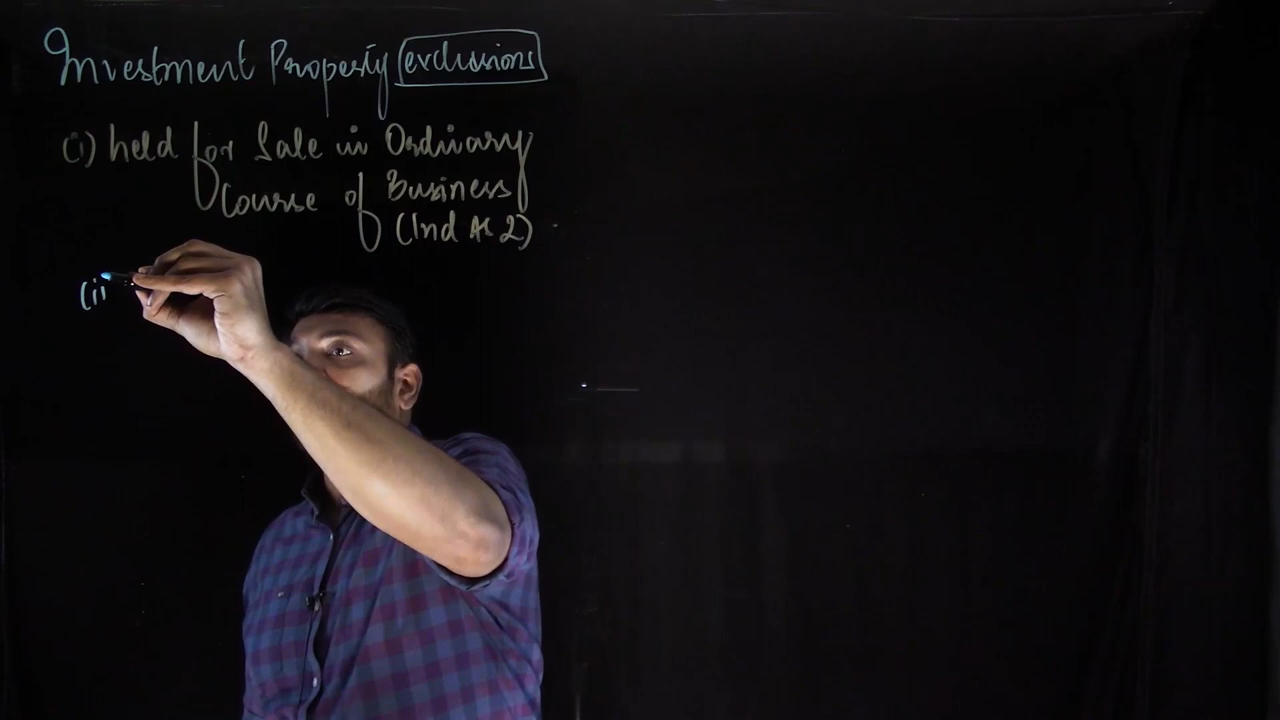 Investment Property exclusions
(i) held for Sale in Ordinary
Course of Business
(Ind AS 2)
(ii